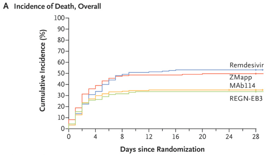 A Incidence of Death, Overall
100
90
80
70
60
50
40
30
20
10
0
Cumulative Incidence (%)
Remdesivir
ZMapp
MAb114
REGN-EB3
0 4 8 12 16 20 24 28
Days since Randomization